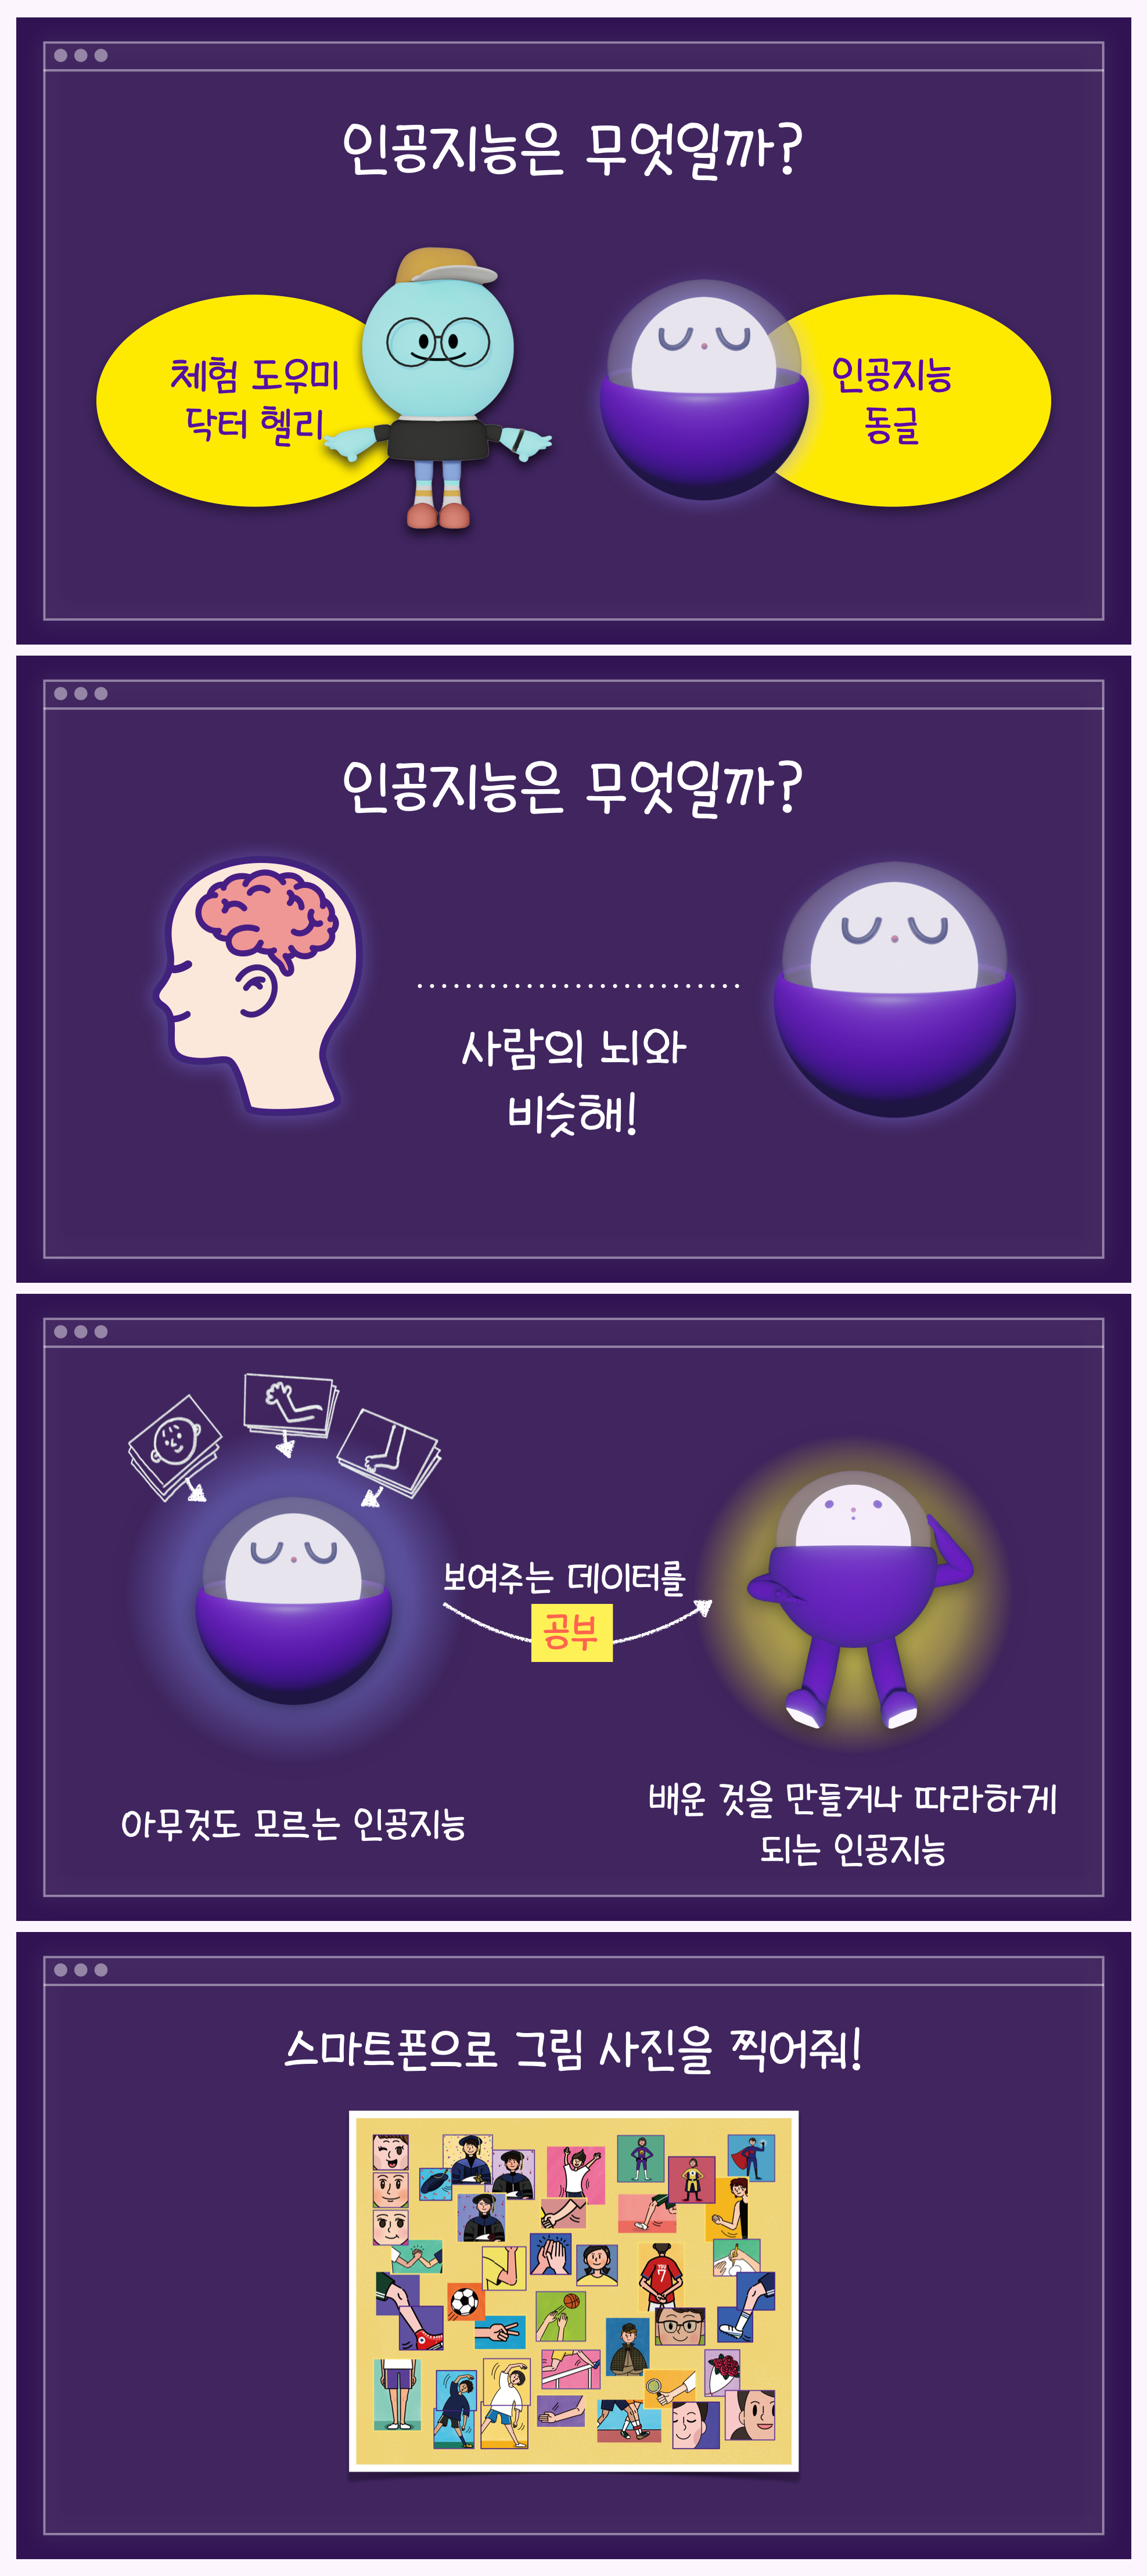 인공지능은 무엇일까?
체험 도우미
닥터 헬리
인공지능
동글
인공지능은 무엇일까?
사람의 뇌와
비슷해!
보여주는 데이터를
공부
아무것도 모르는 인공지능
배운 것을 만들거나 따라하게
되는 인공지능
스마트폰으로 그림 사진을 찍어줘!
7